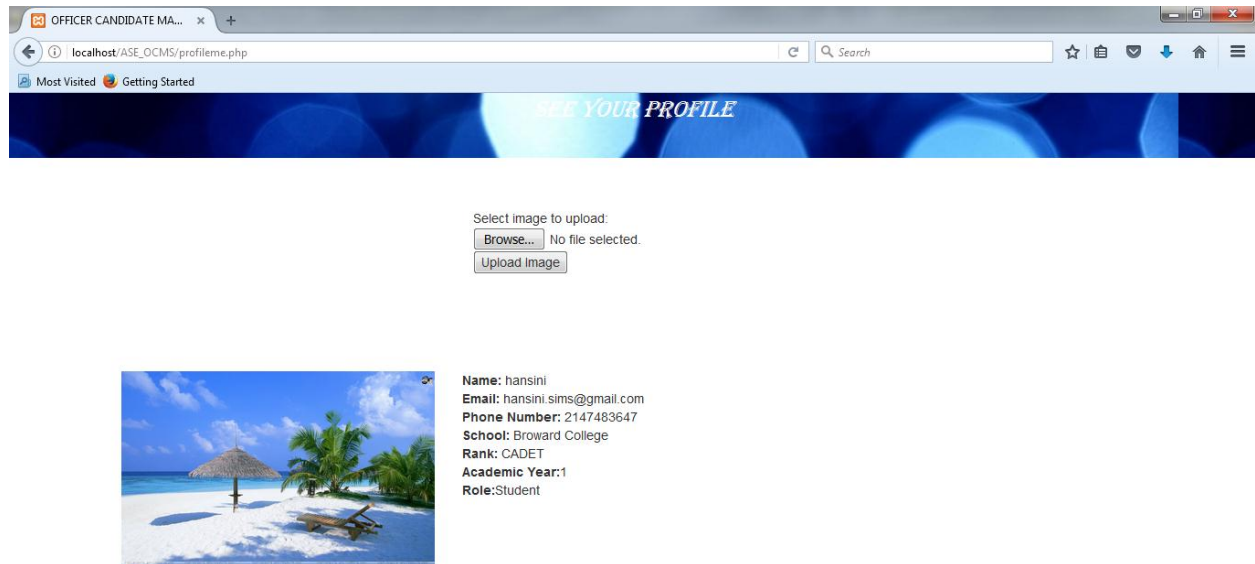 OFFICER CANDIDATE MA...
localhost/ASE_OCMS/profileme.php
Search
Most Visited
Getting Started
SEE YOUR PROFILE
Select image to upload:
Browse... No file selected.
Upload Image
Name: hansini
Email: hansini.sims@gmail.com
Phone Number: 2147483647
School: Broward College
Rank: CADET
Academic Year:1
Role:Student